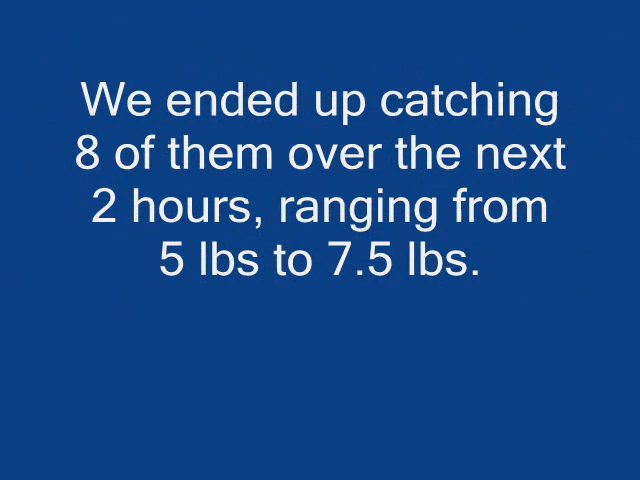 We ended up catching
8 of them over the next
2 hours, ranging from
5 lbs to 7.5 lbs.